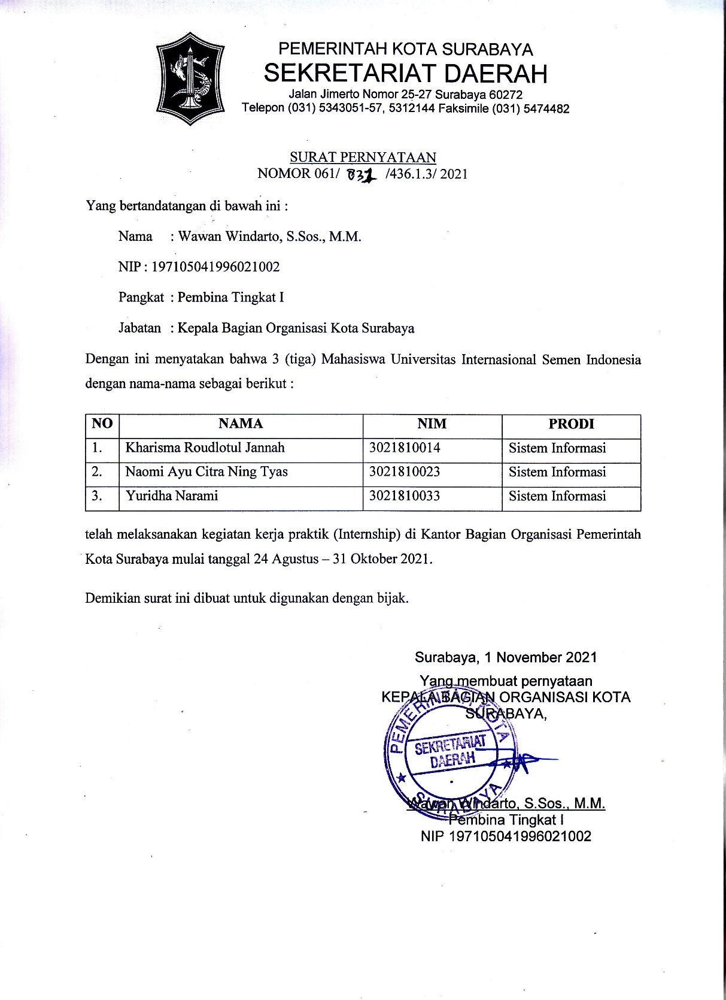 PEMERINTAH KOTA SURABAYA
SEKRETARIAT DAERAH
Jalan Jimerto Nomor 25-27 Surabaya 60272
Telepon (031) 5343051-57, 5312144 Faksimile (031) 5474482
SURAT PERNYATAAN
NOMOR 061/ 832 /436.1.3/ 2021
Yang bertandatangan di bawah ini :
Nama : Wawan Windarto, S.Sos., M.M.
NIP : 197105041996021002
Pangkat : Pembina Tingkat I
Jabatan : Kepala Bagian Organisasi Kota Surabaya
Dengan ini menyatakan bahwa 3 (tiga) Mahasiswa Universitas Internasional Semen Indonesia
dengan nama-nama sebagai berikut :
NO NAMA NIM PRODI
1. Kharisma Roudlotul Jannah 3021810014 Sistem Informasi
2. Naomi Ayu Citra Ning Tyas 3021810023 Sistem Informasi
3. Yuridha Narami 3021810033 Sistem Informasi
telah melaksanakan kegiatan kerja praktik (Internship) di Kantor Bagian Organisasi Pemerintah
Kota Surabaya mulai tanggal 24 Agustus – 31 Oktober 2021.
Demikian surat ini dibuat untuk digunakan dengan bijak.
Surabaya, 1 November 2021
Yang membuat pernyataan
KEPALA BAGIAN ORGANISASI KOTA
SURABAYA,
PEMERINTAH KOTA
SEKRETARIAT
DAERAH
SURABAYA
Wawan Windarto, S.Sos., M.M.
Pembina Tingkat I
NIP 197105041996021002